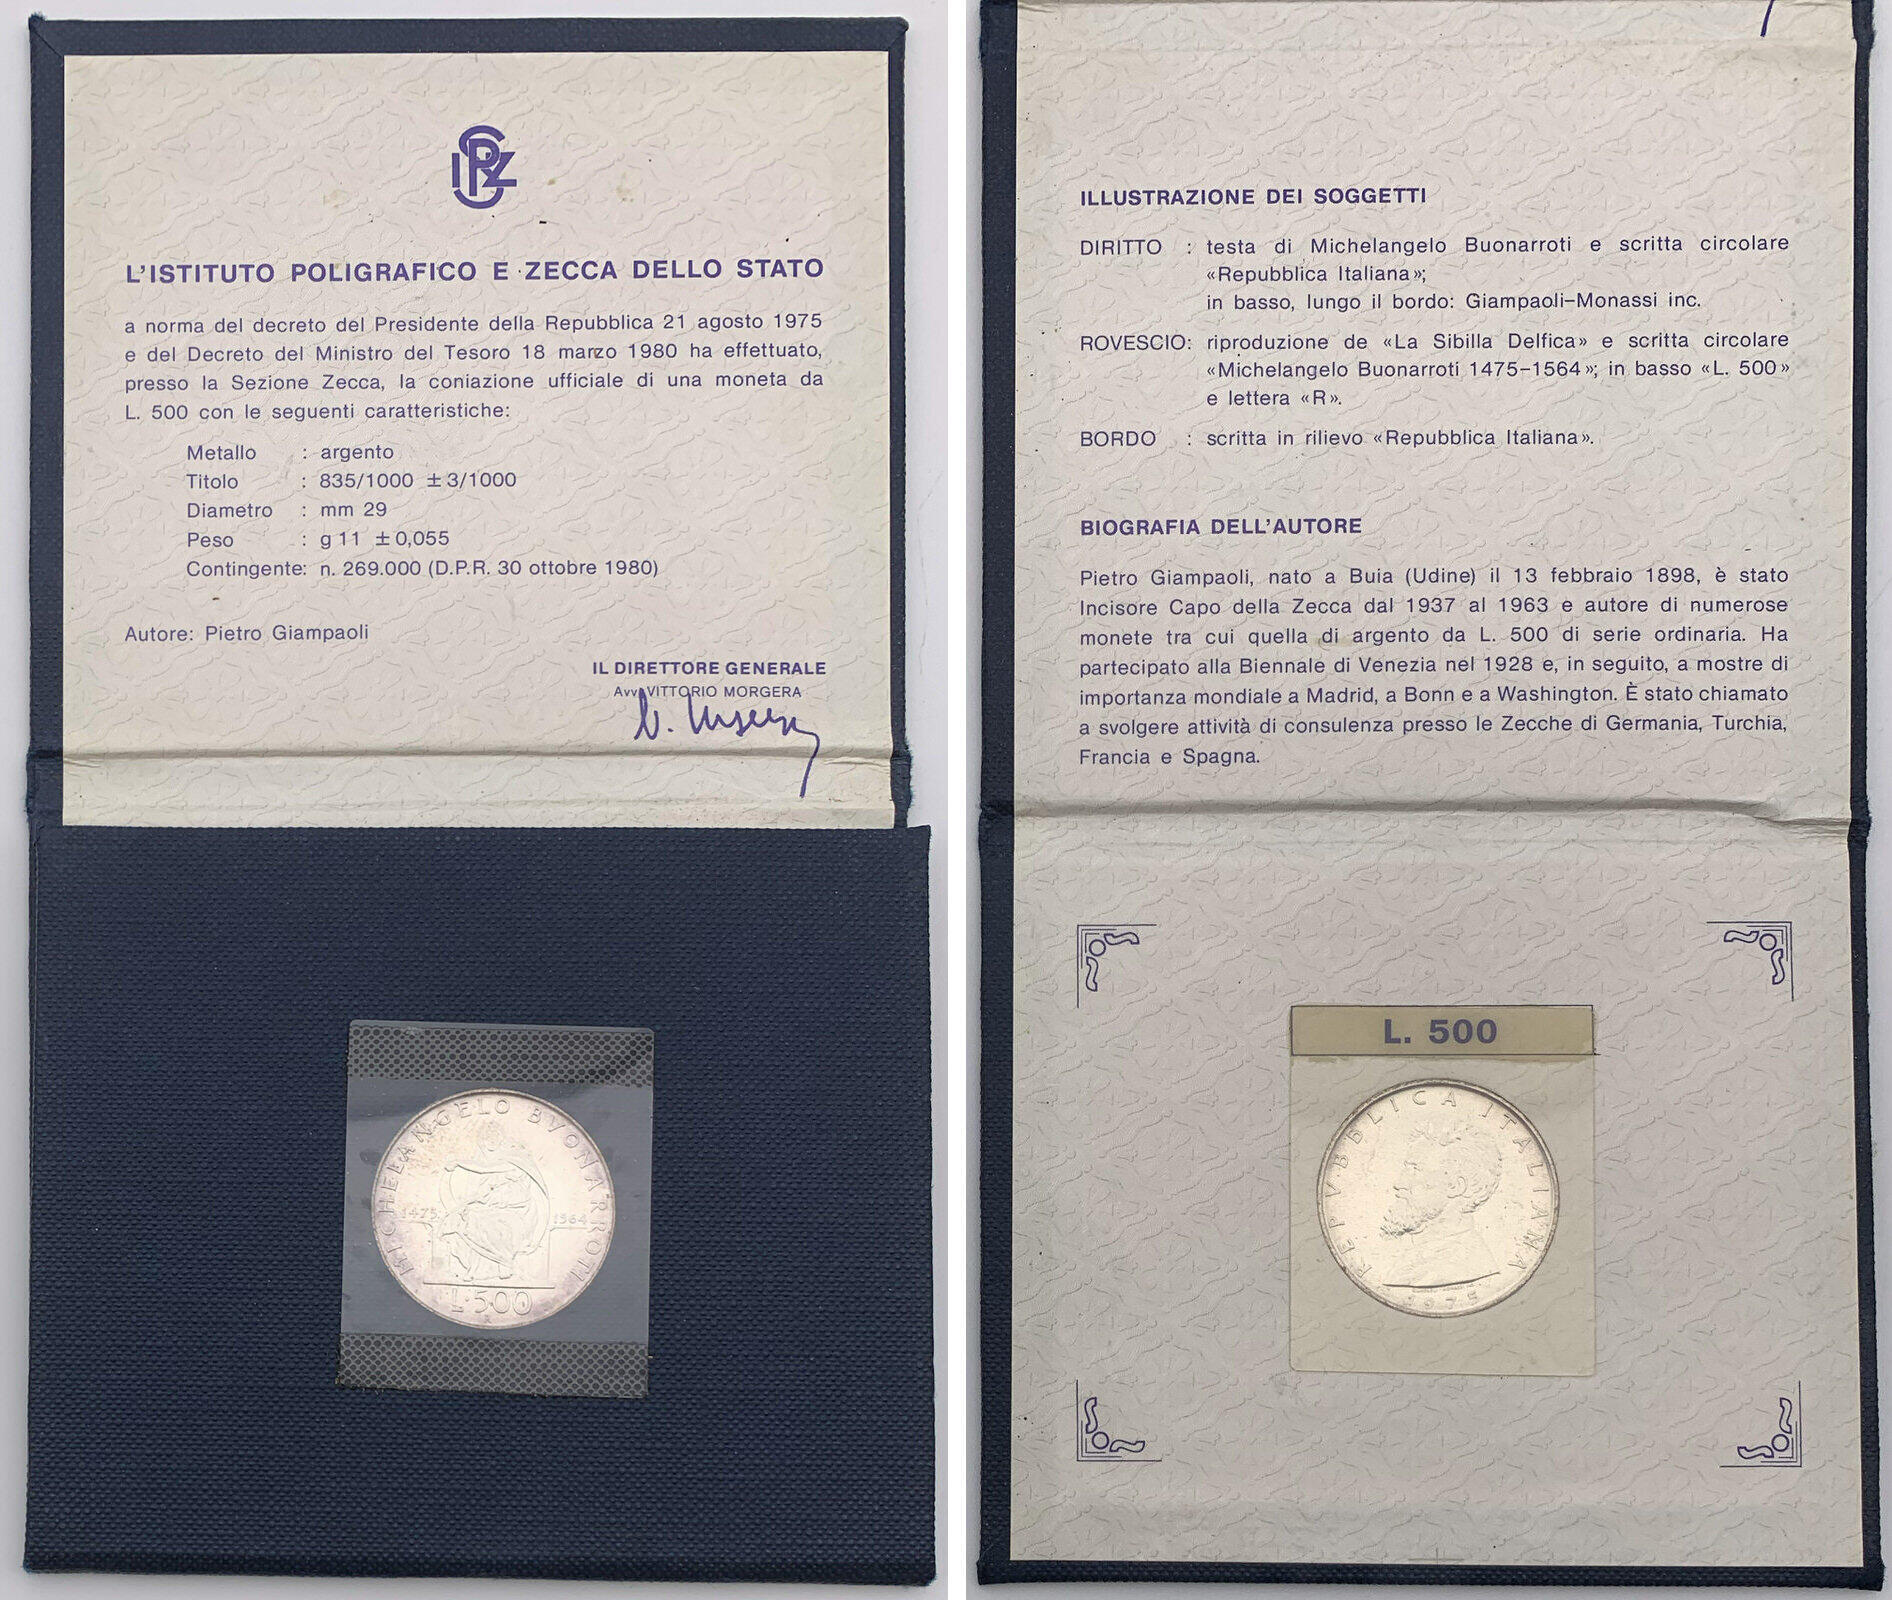 IPZS
L'ISTITUTO POLIGRAFICO E ZECCA DELLO STATO
a norma del decreto del Presidente della Repubblica 21 agosto 1975
e del Decreto del Ministro del Tesoro 18 marzo 1980 ha effettuato,
presso la Sezione Zecca, la coniazione ufficiale di una moneta da
L. 500 con le seguenti caratteristiche:
Metallo : argento
Titolo : 835/1000 ±3/1000
Diametro : mm 29
Peso : g 11 ±0,055
Contingente: n. 269.000 (D.P.R. 30 ottobre 1980)
Autore: Pietro Giampaoli
IL DIRETTORE GENERALE
Avv. VITTORIO MORGERA
MICHELANGELO BVONARROTI
1475 1564
L·500
R
ILLUSTRAZIONE DEI SOGGETTI
DIRITTO : testa di Michelangelo Buonarroti e scritta circolare
«Repubblica Italiana»;
in basso, lungo il bordo: Giampaoli–Monassi inc.
ROVESCIO: riproduzione de «La Sibilla Delfica» e scritta circolare
«Michelangelo Buonarroti 1475–1564»; in basso «L. 500»
e lettera «R».
BORDO : scritta in rilievo «Repubblica Italiana».
BIOGRAFIA DELL'AUTORE
Pietro Giampaoli, nato a Buia (Udine) il 13 febbraio 1898, è stato
Incisore Capo della Zecca dal 1937 al 1963 e autore di numerose
monete tra cui quella di argento da L. 500 di serie ordinaria. Ha
partecipato alla Biennale di Venezia nel 1928 e, in seguito, a mostre di
importanza mondiale a Madrid, a Bonn e a Washington. È stato chiamato
a svolgere attività di consulenza presso le Zecche di Germania, Turchia,
Francia e Spagna.
L. 500
REPVBBLICA ITALIANA
1975